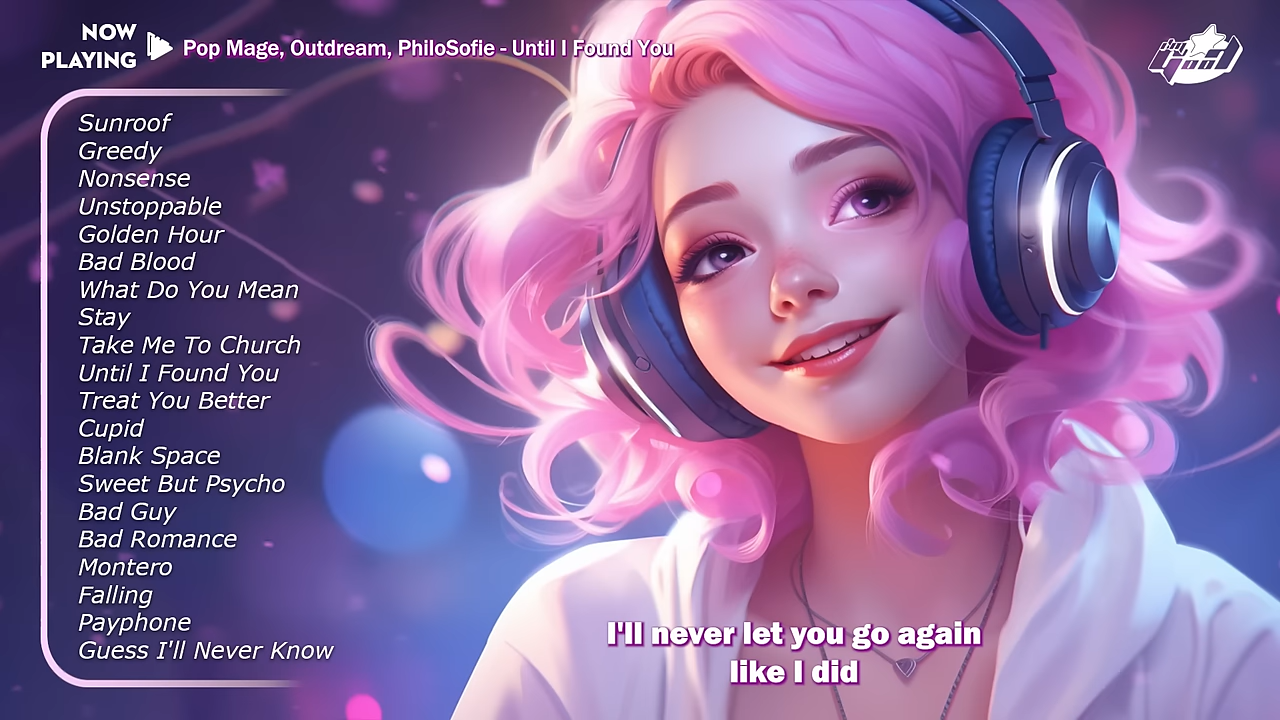 NOW
PLAYING
Pop Mage, Outdream, PhiloSofie - Until I Found You
Sunroof
Greedy
Nonsense
Unstoppable
Golden Hour
Bad Blood
What Do You Mean
Stay
Take Me To Church
Until I Found You
Treat You Better
Cupid
Blank Space
Sweet But Psycho
Bad Guy
Bad Romance
Montero
Falling
Payphone
Guess I'll Never Know
I'll never let you go again
like I did